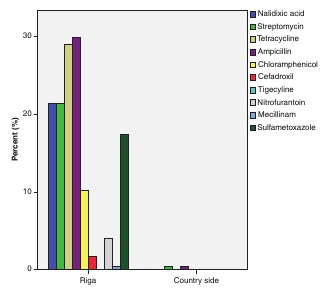 Percent (%)
30
20
10
0
Riga
Country side
Nalidixic acid
Streptomycin
Tetracycline
Ampicillin
Chloramphenicol
Cefadroxil
Tigecyline
Nitrofurantoin
Mecillinam
Sulfametoxazole